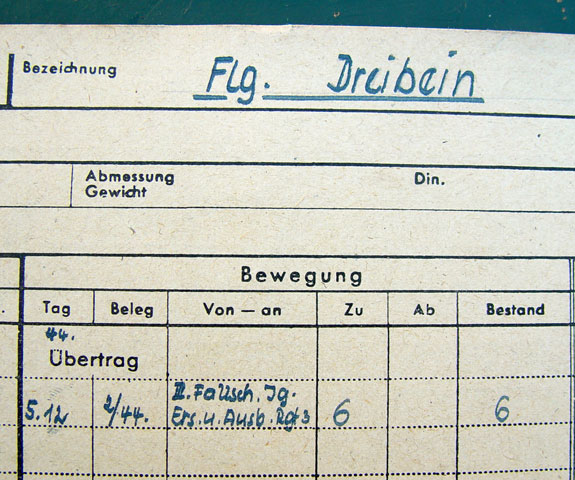 Bezeichnung Flg. Dreibein
Abmessung Din.
Gewicht
Bewegung
Tag Beleg Von — an Zu Ab Bestand
44.
Übertrag
II. Fallsch. Jg.
5.12 2/44. Ers. u. Ausb. Rgt 3 6 6